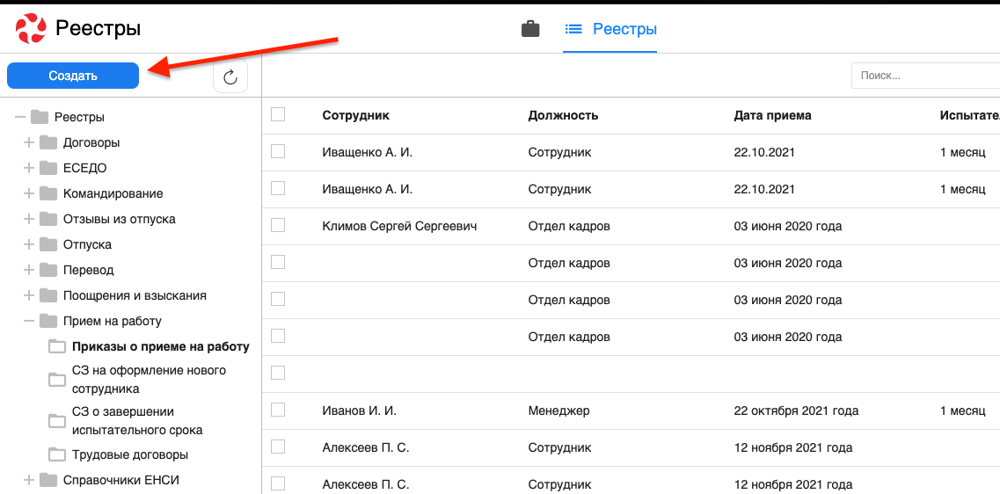 Реестры
Реестры
Создать
Поиск...
Реестры
Договоры
ЕСЕДО
Командирование
Отзывы из отпуска
Отпуска
Перевод
Поощрения и взыскания
Прием на работу
Приказы о приеме на работу
СЗ на оформление нового
сотрудника
СЗ о завершении
испытательного срока
Трудовые договоры
Справочники ЕНСИ
Сотрудник Должность Дата приема Испытате
Иващенко А. И. Сотрудник 22.10.2021 1 месяц
Иващенко А. И. Сотрудник 22.10.2021 1 месяц
Климов Сергей Сергеевич Отдел кадров 03 июня 2020 года
Отдел кадров 03 июня 2020 года
Отдел кадров 03 июня 2020 года
Отдел кадров 03 июня 2020 года
Иванов И. И. Менеджер 22 октября 2021 года 1 месяц
Алексеев П. С. Сотрудник 12 ноября 2021 года
Алексеев П. С. Сотрудник 12 ноября 2021 года